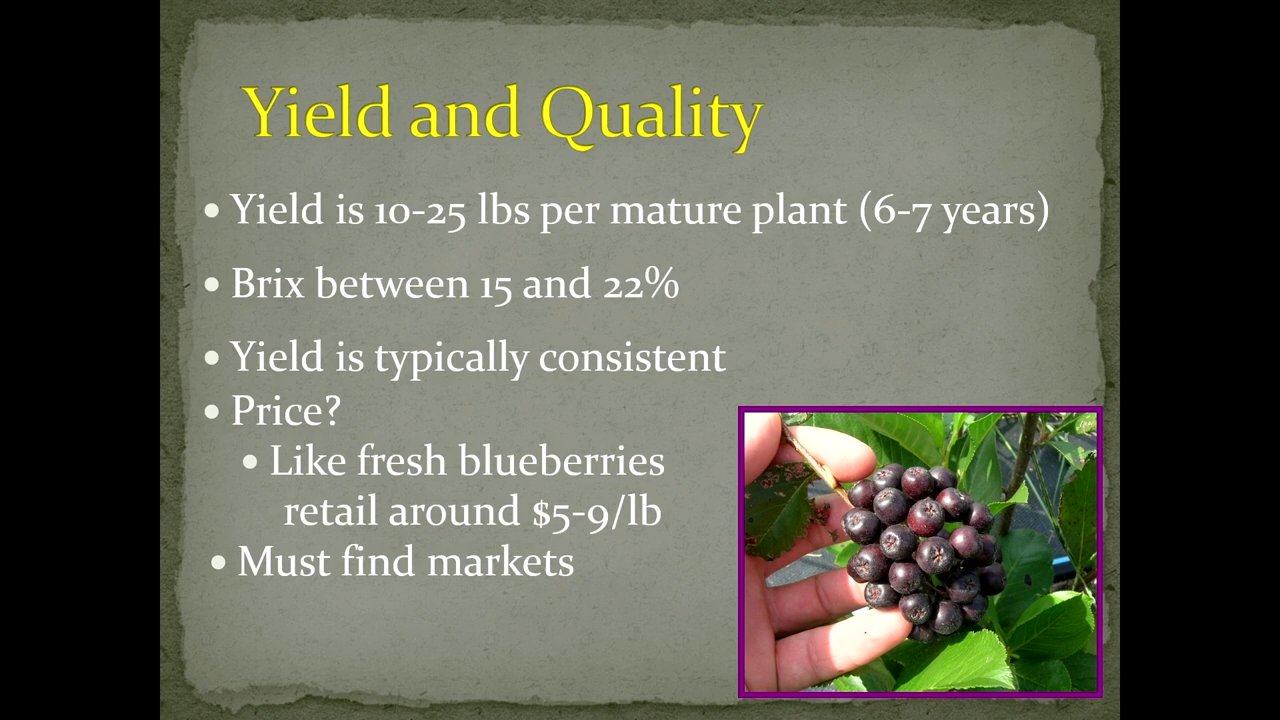 Yield and Quality
• Yield is 10-25 lbs per mature plant (6-7 years)
• Brix between 15 and 22%
• Yield is typically consistent
• Price?
• Like fresh blueberries
retail around $5-9/lb
• Must find markets